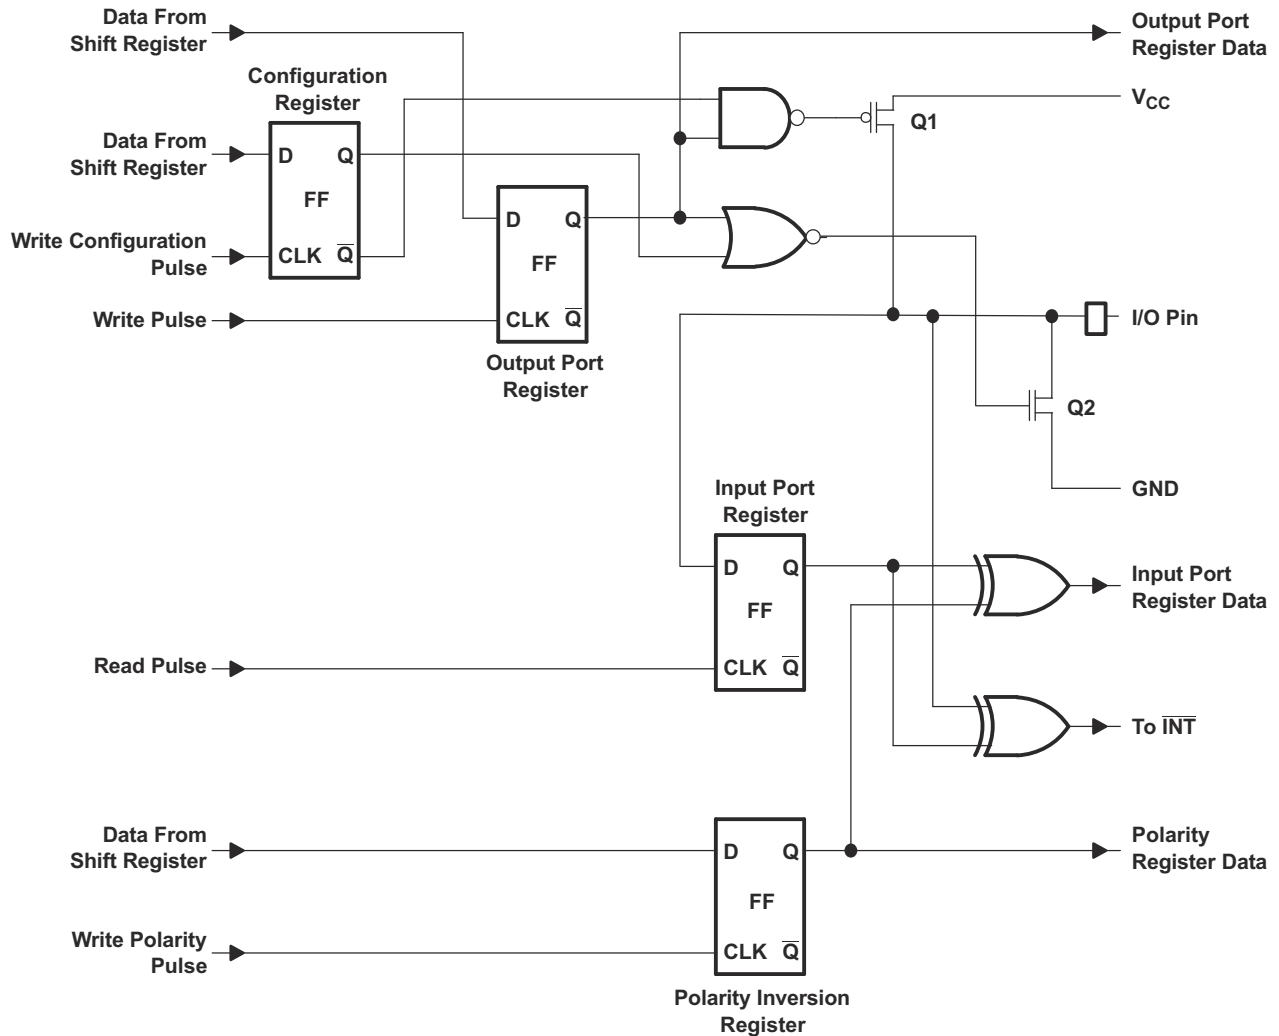 Data From
Shift Register
Output Port
Register Data
Configuration
Register
VCC
Q1
Data From
Shift Register
D
Q
FF
D
Q
Write Configuration
Pulse
CLK
Q̅
FF
Write Pulse
CLK
Q̅
I/O Pin
Output Port
Register
Q2
GND
Input Port
Register
D
Q
Input Port
Register Data
FF
Read Pulse
CLK
Q̅
To I̅N̅T̅
Data From
Shift Register
D
Q
Polarity
Register Data
FF
Write Polarity
Pulse
CLK
Q̅
Polarity Inversion
Register